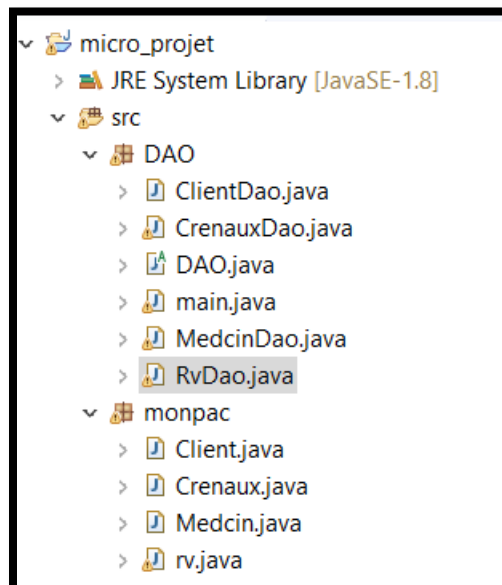 micro_projet
JRE System Library [JavaSE-1.8]
src
DAO
ClientDao.java
CrenauxDao.java
DAO.java
main.java
MedcinDao.java
RvDao.java
monpac
Client.java
Crenaux.java
Medcin.java
rv.java